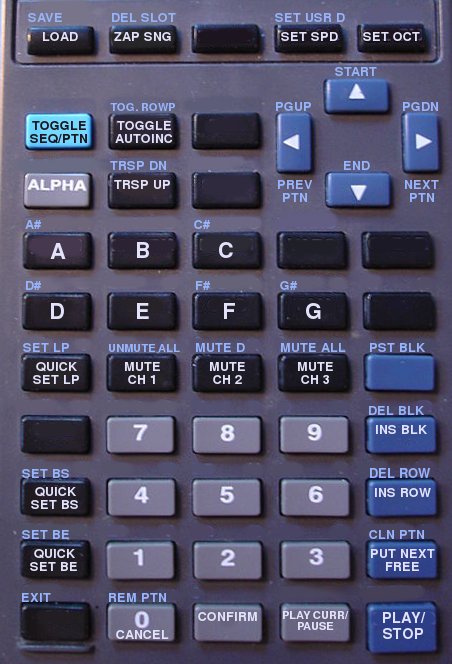 SAVE DEL SLOT SET USR D
LOAD ZAP SNG SET SPD SET OCT
START
TOG. ROWP PGUP PGDN
TOGGLE SEQ/PTN
TOGGLE AUTOINC
TRSP DN END
ALPHA TRSP UP
PREV PTN
NEXT PTN
A# C#
A B C
D# F# G#
D E F G
SET LP UNMUTE ALL MUTE D MUTE ALL PST BLK
QUICK SET LP
MUTE CH 1
MUTE CH 2
MUTE CH 3
DEL BLK
7 8 9 INS BLK
SET BS DEL ROW
QUICK SET BS
4 5 6 INS ROW
SET BE CLN PTN
QUICK SET BE
1 2 3
PUT NEXT FREE
EXIT REM PTN
0 CANCEL
CONFIRM
PLAY CURR/ PAUSE
PLAY/ STOP